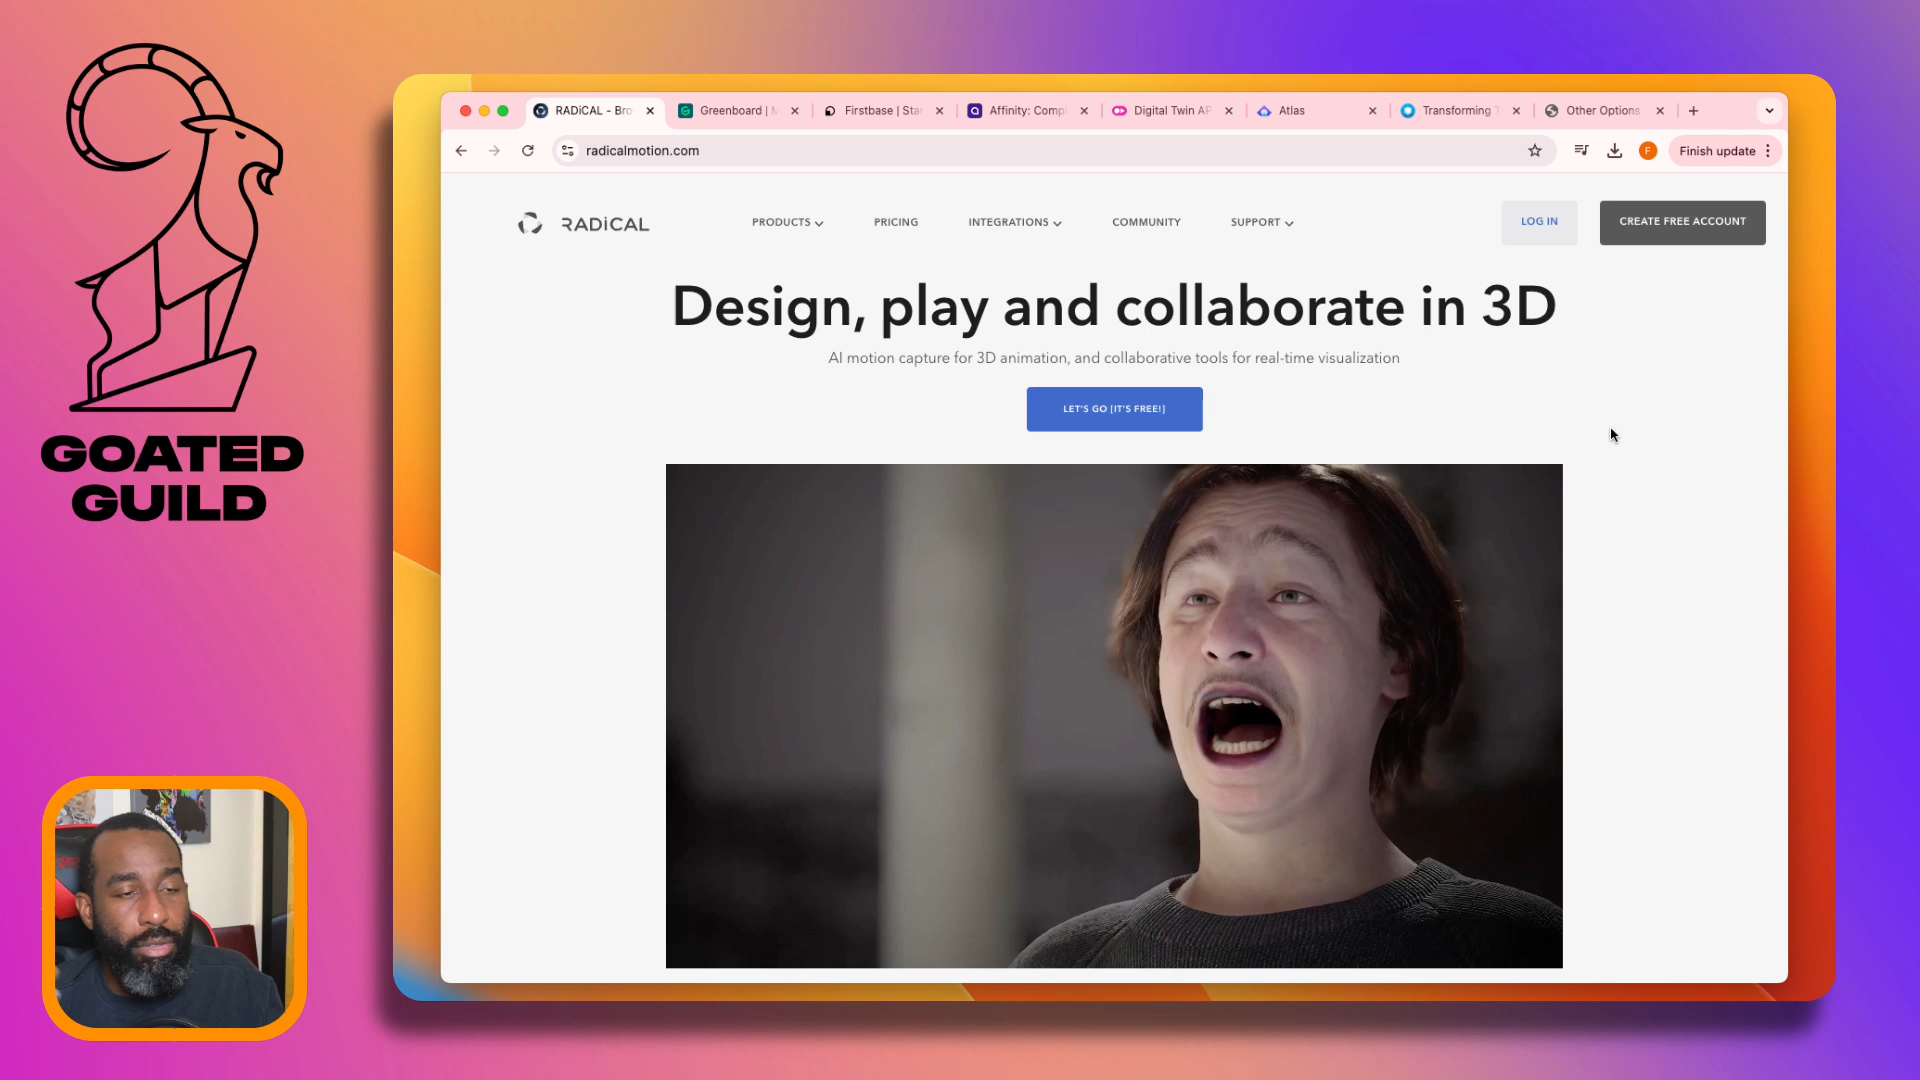 GOATED
GUILD
RADiCAL - Bro
Greenboard | M
Firstbase | Star
Affinity: Compl
Digital Twin AP
Atlas
Transforming T
Other Options
radicalmotion.com
F
Finish update
RADiCAL
PRODUCTS
PRICING
INTEGRATIONS
COMMUNITY
SUPPORT
LOG IN
CREATE FREE ACCOUNT
Design, play and collaborate in 3D
AI motion capture for 3D animation, and collaborative tools for real-time visualization
LET'S GO [IT'S FREE!]